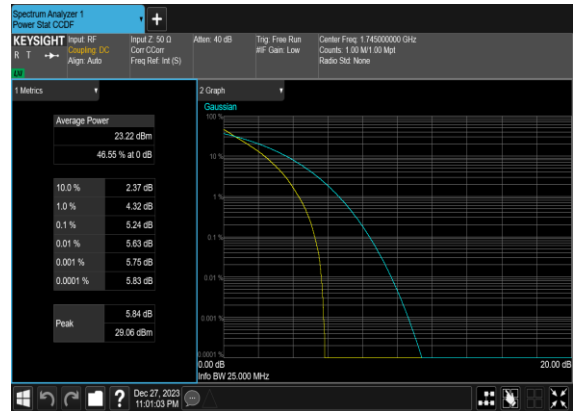 Spectrum Analyzer 1
Power Stat CCDF
KEYSIGHT
R T
LW
Input: RF
Coupling: DC
Align: Auto
Input Z: 50 Ω
Corr CCorr
Freq Ref: Int (S)
Atten: 40 dB
Trig: Free Run
#IF Gain: Low
Center Freq: 1.745000000 GHz
Counts: 1.00 M/1.00 Mpt
Radio Std: None
1 Metrics
Average Power
23.22 dBm
46.55 % at 0 dB
10.0 % 2.37 dB
1.0 % 4.32 dB
0.1 % 5.24 dB
0.01 % 5.63 dB
0.001 % 5.75 dB
0.0001 % 5.83 dB
Peak
5.84 dB
29.06 dBm
2 Graph
Gaussian
100 %
10 %
1 %
0.1 %
0.01 %
0.001 %
0.0001 %
0.00 dB 20.00 dB
Info BW 25.000 MHz
?
Dec 27, 2023
11:01:03 PM